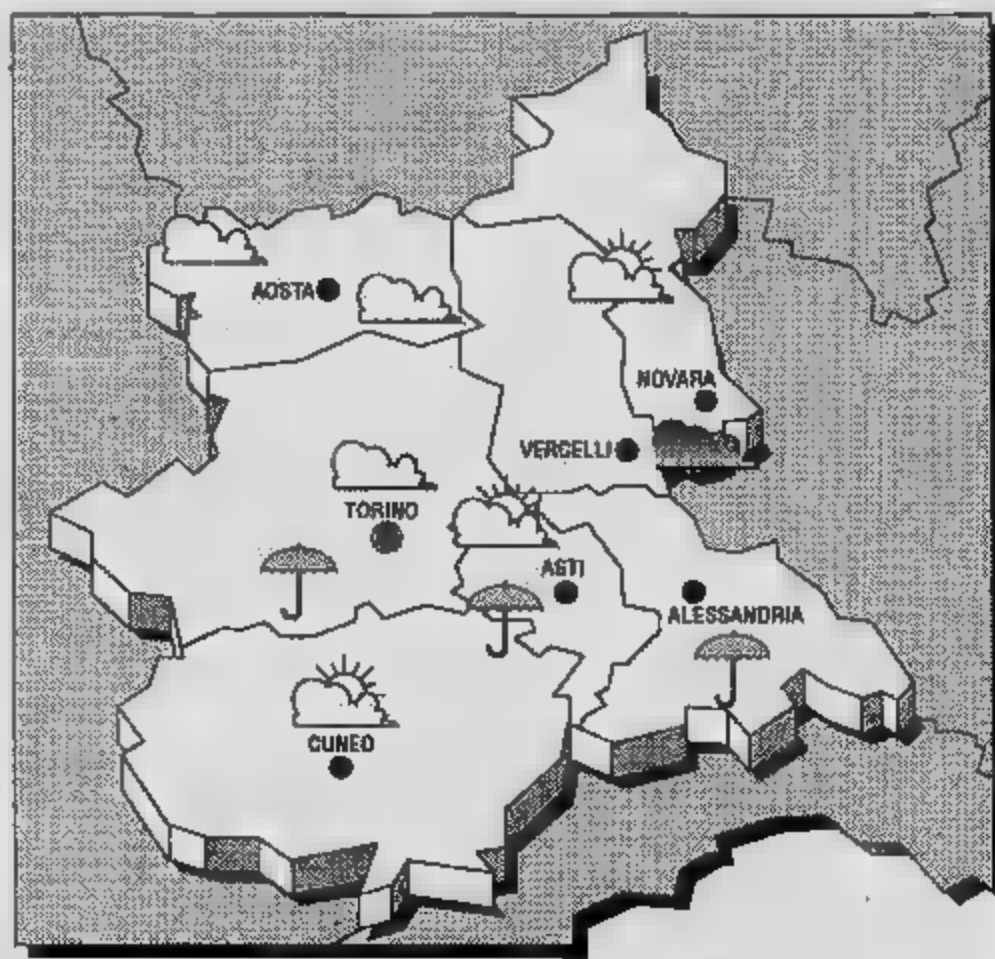 AOSTA
NOVARA
VERCELLI
TORINO
ASTI
ALESSANDRIA
CUNEO